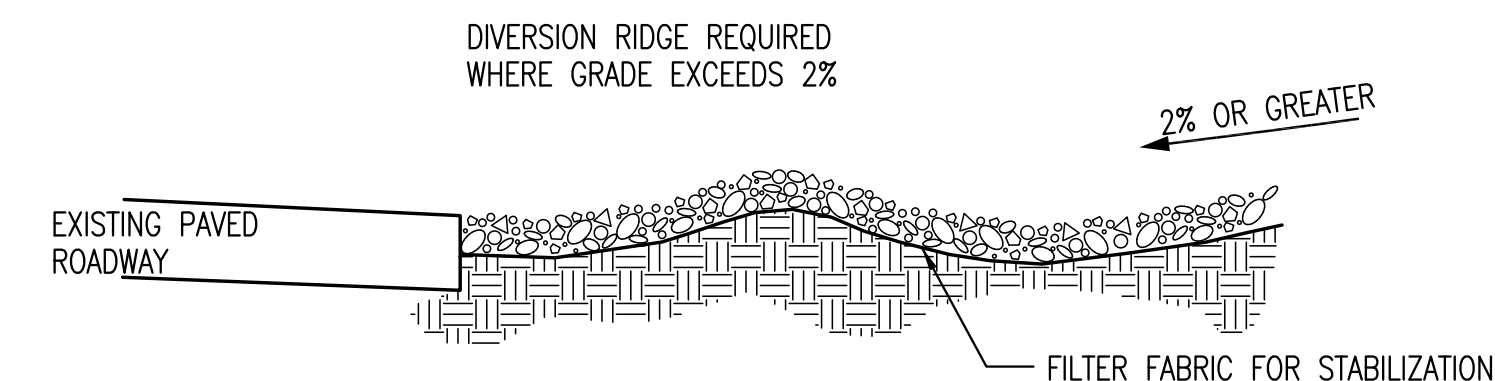 DIVERSION RIDGE REQUIRED
WHERE GRADE EXCEEDS 2%
2% OR GREATER
EXISTING PAVED
ROADWAY
FILTER FABRIC FOR STABILIZATION